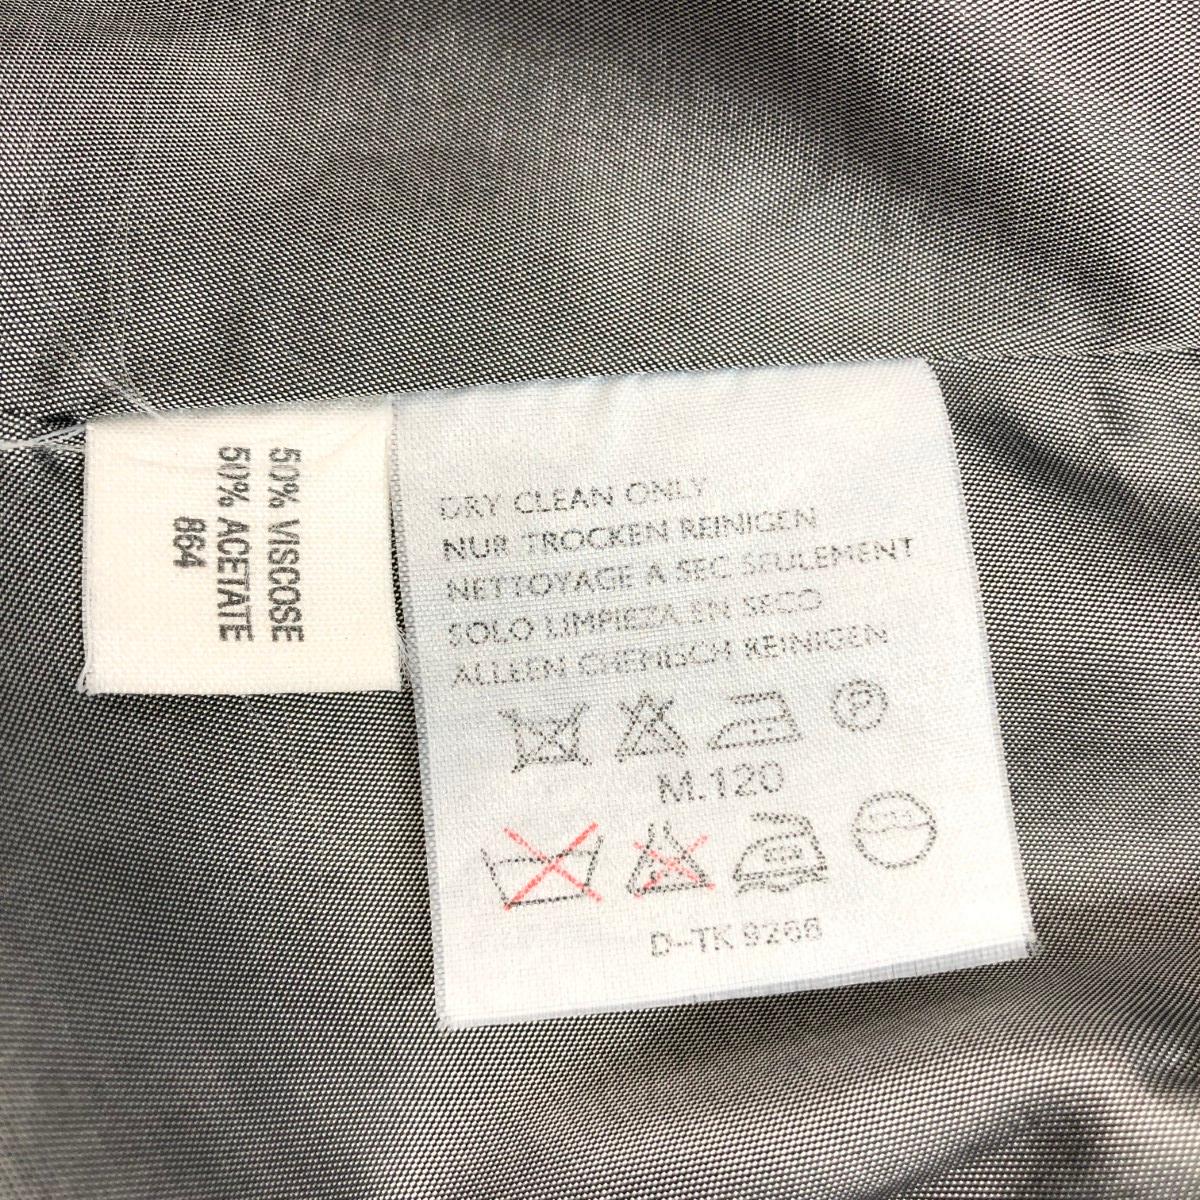 50% VISCOSE
50% ACETATE
864
DRY CLEAN ONLY
NUR TROCKEN REINIGEN
NETTOYAGE A SEC SEULEMENT
SOLO LIMPIEZA EN SECO
ALLEEN CHEMISCH REINIGEN
P
M.120
D-TK 9266